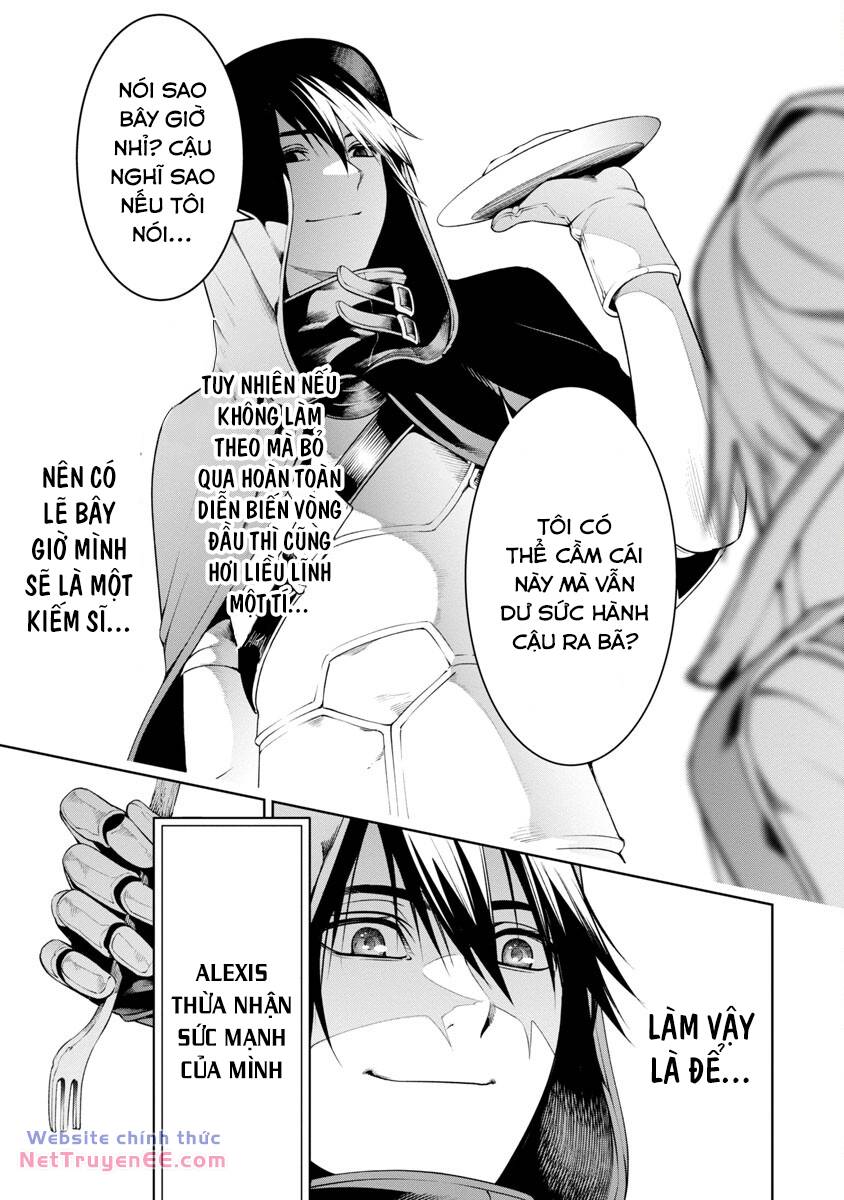 NÓI SAO
BÂY GIỜ
NHỈ? CẬU
NGHĨ SAO
NẾU TÔI
NÓI...
TUY NHIÊN NẾU
KHÔNG LÀM
THEO MÀ BỎ
QUA HOÀN TOÀN
DIỄN BIẾN VÒNG
ĐẦU THÌ CŨNG
HƠI LIỀU LĨNH
MỘT TÍ...
NÊN CÓ
LẼ BÂY
GIỜ MÌNH
SẼ LÀ MỘT
KIẾM SĨ...
TÔI CÓ
THỂ CẦM CÁI
NÀY MÀ VẪN
DƯ SỨC HÀNH
CẬU RA BÃ?
LÀM VẬY
LÀ ĐỂ...
ALEXIS
THỪA NHẬN
SỨC MẠNH
CỦA MÌNH
Website chính thức
NetTruyenEE.com